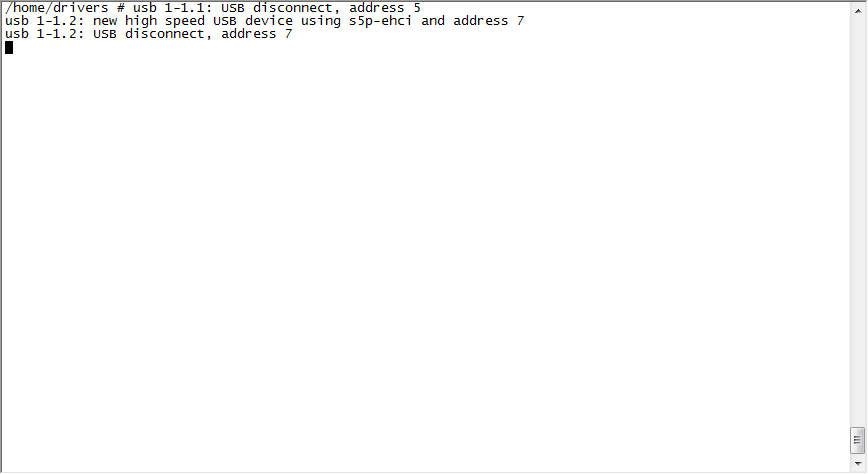 /home/drivers # usb 1-1.1: USB disconnect, address 5
usb 1-1.2: new high speed USB device using s5p-ehci and address 7
usb 1-1.2: USB disconnect, address 7